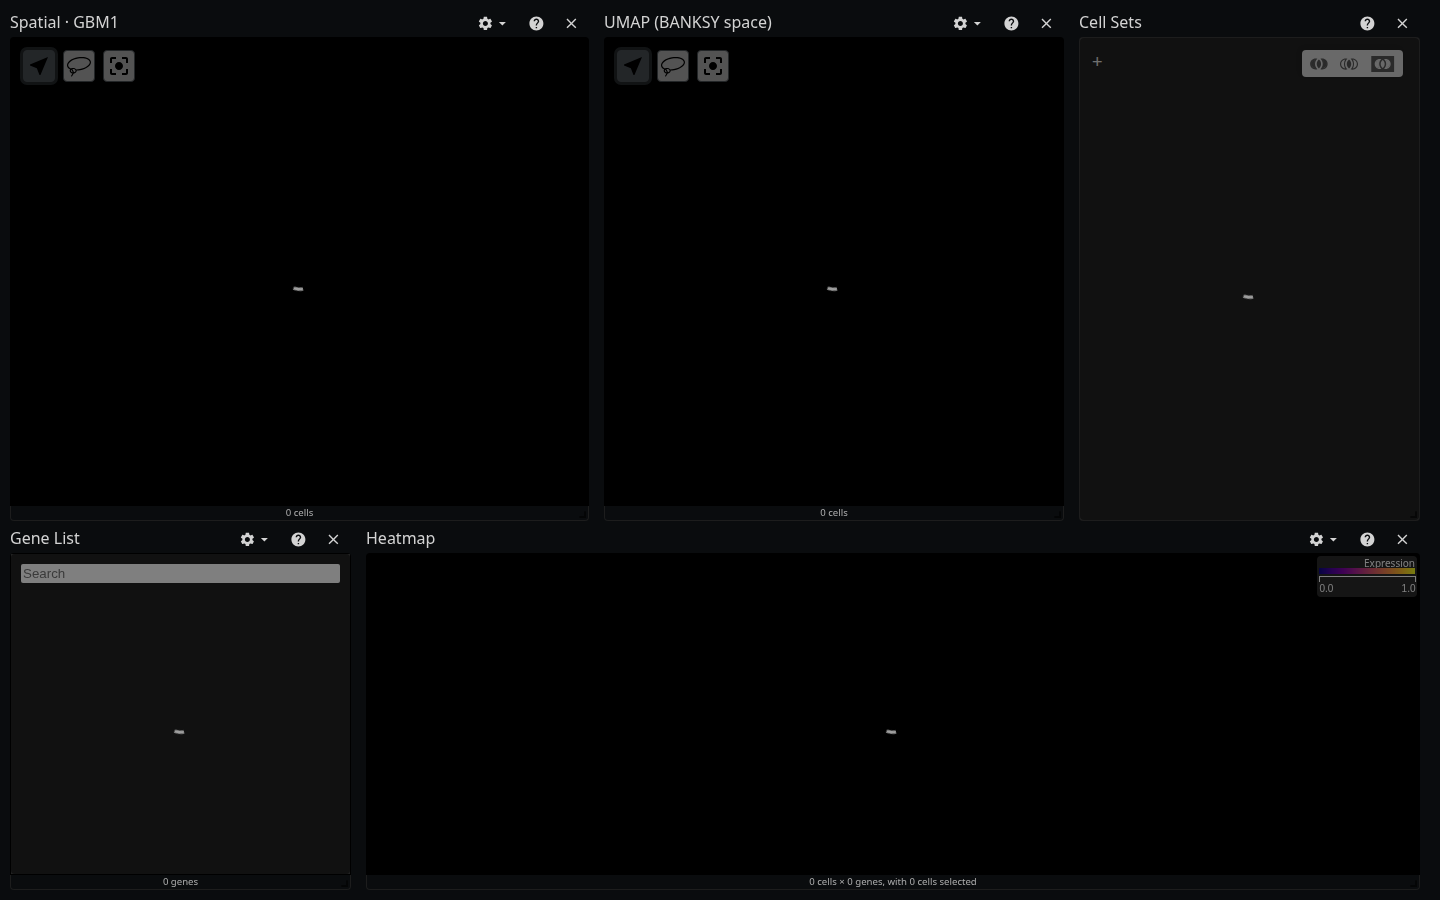 Spatial · GBM1
UMAP (BANKSY space)
Cell Sets
+
0 cells
0 cells
Gene List
Heatmap
Search
Expression
0.0 1.0
0 genes
0 cells × 0 genes, with 0 cells selected